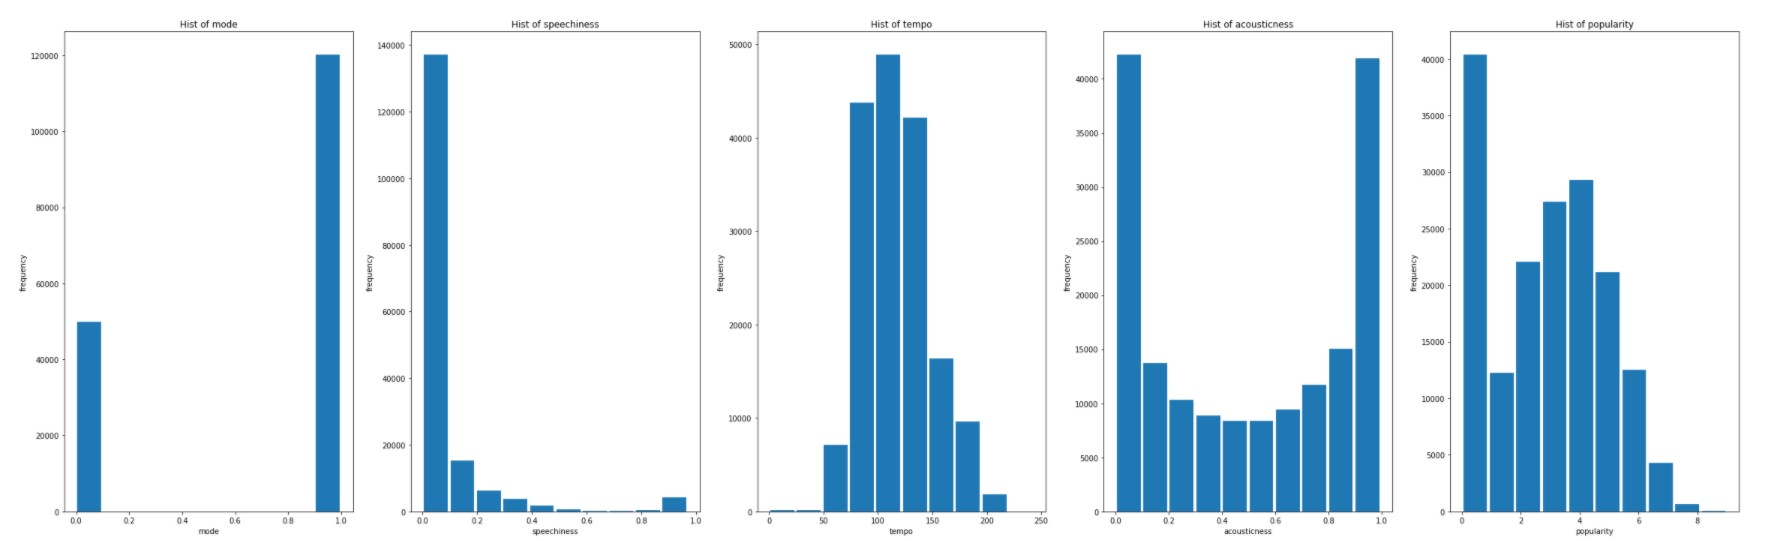 Hist of mode
frequency
120000
100000
80000
60000
40000
20000
0
0.0 0.2 0.4 0.6 0.8 1.0
mode
Hist of speechiness
frequency
140000
120000
100000
80000
60000
40000
20000
0
0.0 0.2 0.4 0.6 0.8 1.0
speechiness
Hist of tempo
frequency
50000
40000
30000
20000
10000
0
0 50 100 150 200 250
tempo
Hist of acousticness
frequency
40000
35000
30000
25000
20000
15000
10000
5000
0
0.0 0.2 0.4 0.6 0.8 1.0
acousticness
Hist of popularity
frequency
40000
35000
30000
25000
20000
15000
10000
5000
0
0 2 4 6 8
popularity